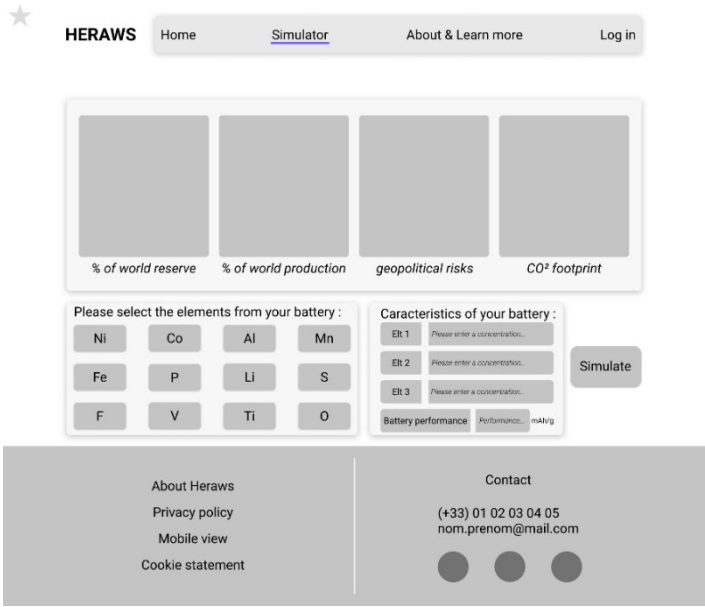 HERAWS Home Simulator About & Learn more Log in
% of world reserve % of world production geopolitical risks CO² footprint
Please select the elements from your battery :
Ni Co Al Mn
Fe P Li S
F V Ti O
Caracteristics of your battery :
Elt 1 Please enter a concentration...
Elt 2 Please enter a concentration...
Elt 3 Please enter a concentration...
Battery performance Performance... mAh/g
Simulate
About Heraws
Privacy policy
Mobile view
Cookie statement
Contact
(+33) 01 02 03 04 05
nom.prenom@mail.com